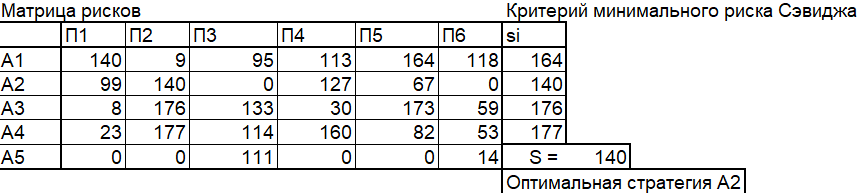 Матрица рисков Критерий минимального риска Сэвиджа
П1 П2 П3 П4 П5 П6 si
А1 140 9 95 113 164 118 164
А2 99 140 0 127 67 0 140
А3 8 176 133 30 173 59 176
А4 23 177 114 160 82 53 177
А5 0 0 111 0 0 14 S = 140
Оптимальная стратегия А2